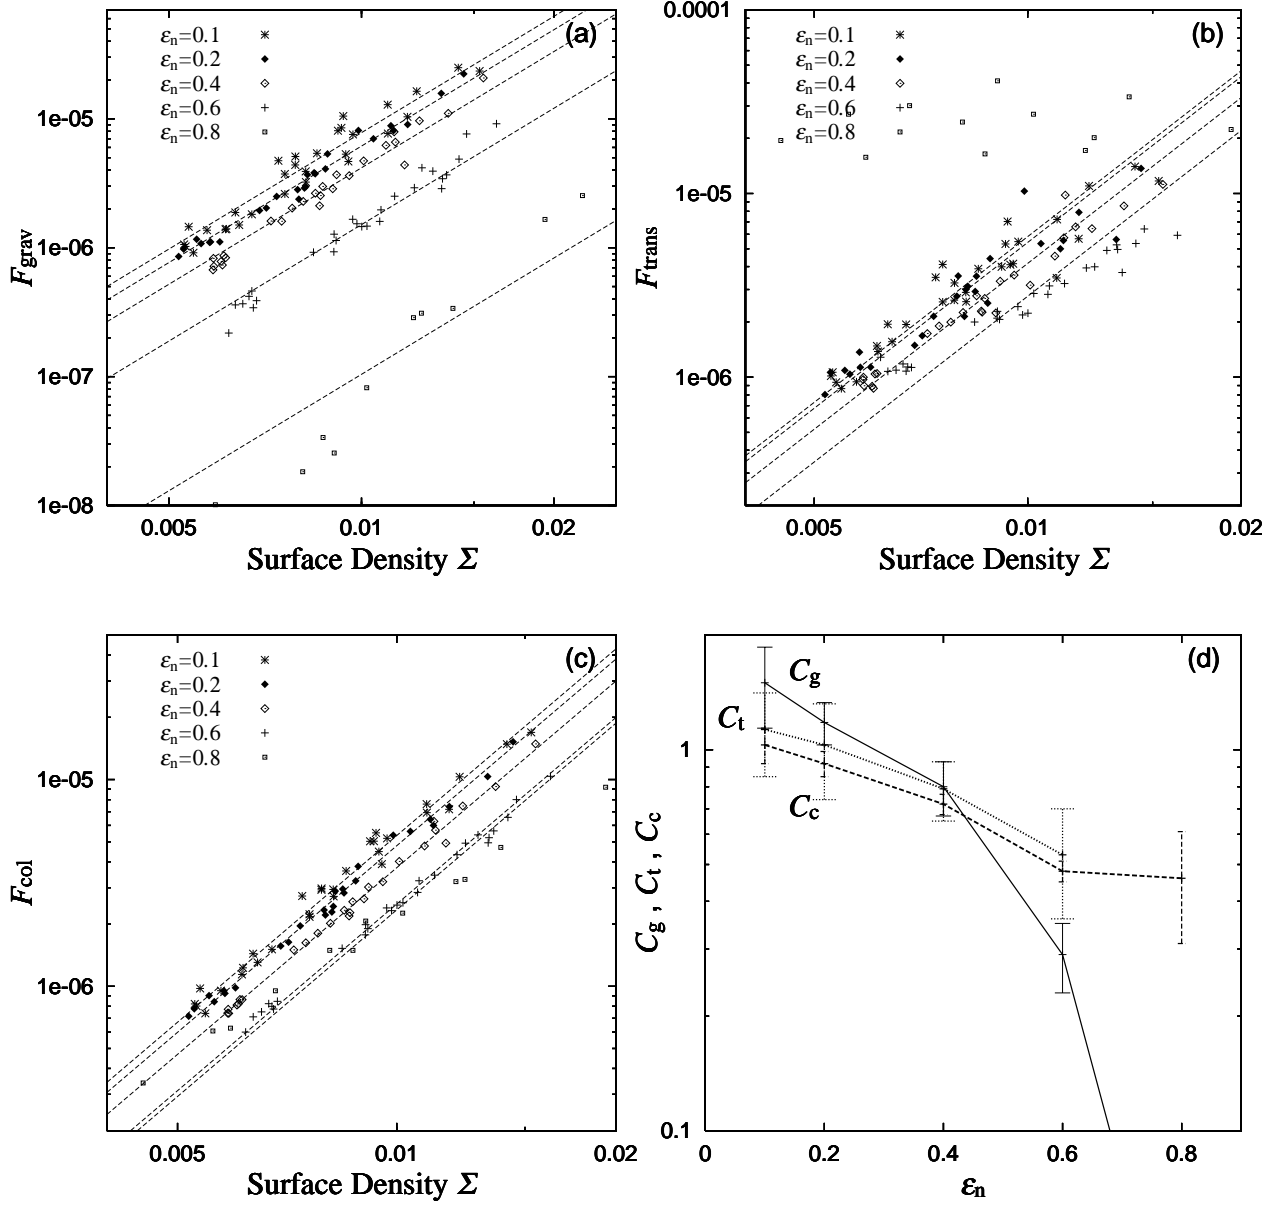 (a)
εn=0.1
εn=0.2
εn=0.4
εn=0.6
εn=0.8
1e-05
1e-06
1e-07
1e-08
Fgrav
0.005 0.01 0.02
Surface Density Σ
(b)
εn=0.1
εn=0.2
εn=0.4
εn=0.6
εn=0.8
0.0001
1e-05
1e-06
Ftrans
0.005 0.01 0.02
Surface Density Σ
(c)
εn=0.1
εn=0.2
εn=0.4
εn=0.6
εn=0.8
1e-05
1e-06
Fcol
0.005 0.01 0.02
Surface Density Σ
(d)
Cg
Ct
Cc
1
0.1
Cg , Ct , Cc
0 0.2 0.4 0.6 0.8
εn